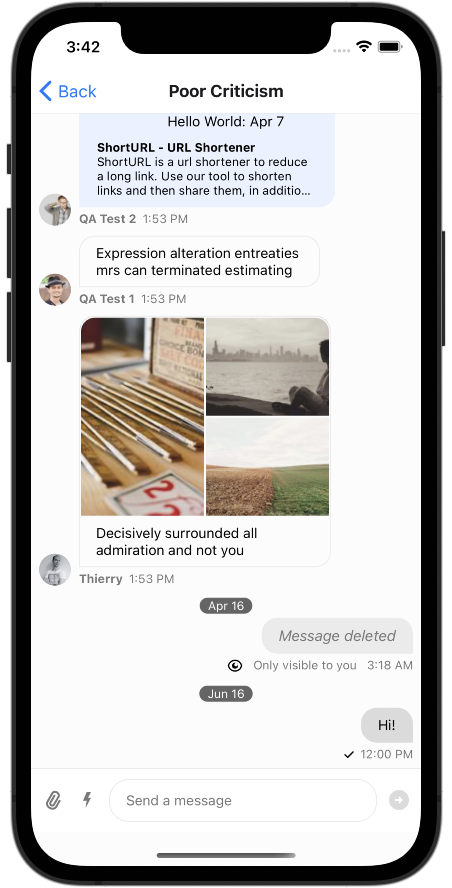 3:42
Back
Poor Criticism
Hello World: Apr 7
ShortURL - URL Shortener
ShortURL is a url shortener to reduce
a long link. Use our tool to shorten
links and then share them, in additio...
QA Test 2 1:53 PM
Expression alteration entreaties
mrs can terminated estimating
QA Test 1 1:53 PM
Decisively surrounded all
admiration and not you
Thierry 1:53 PM
Apr 16
Message deleted
Only visible to you 3:18 AM
Jun 16
Hi!
12:00 PM
Send a message